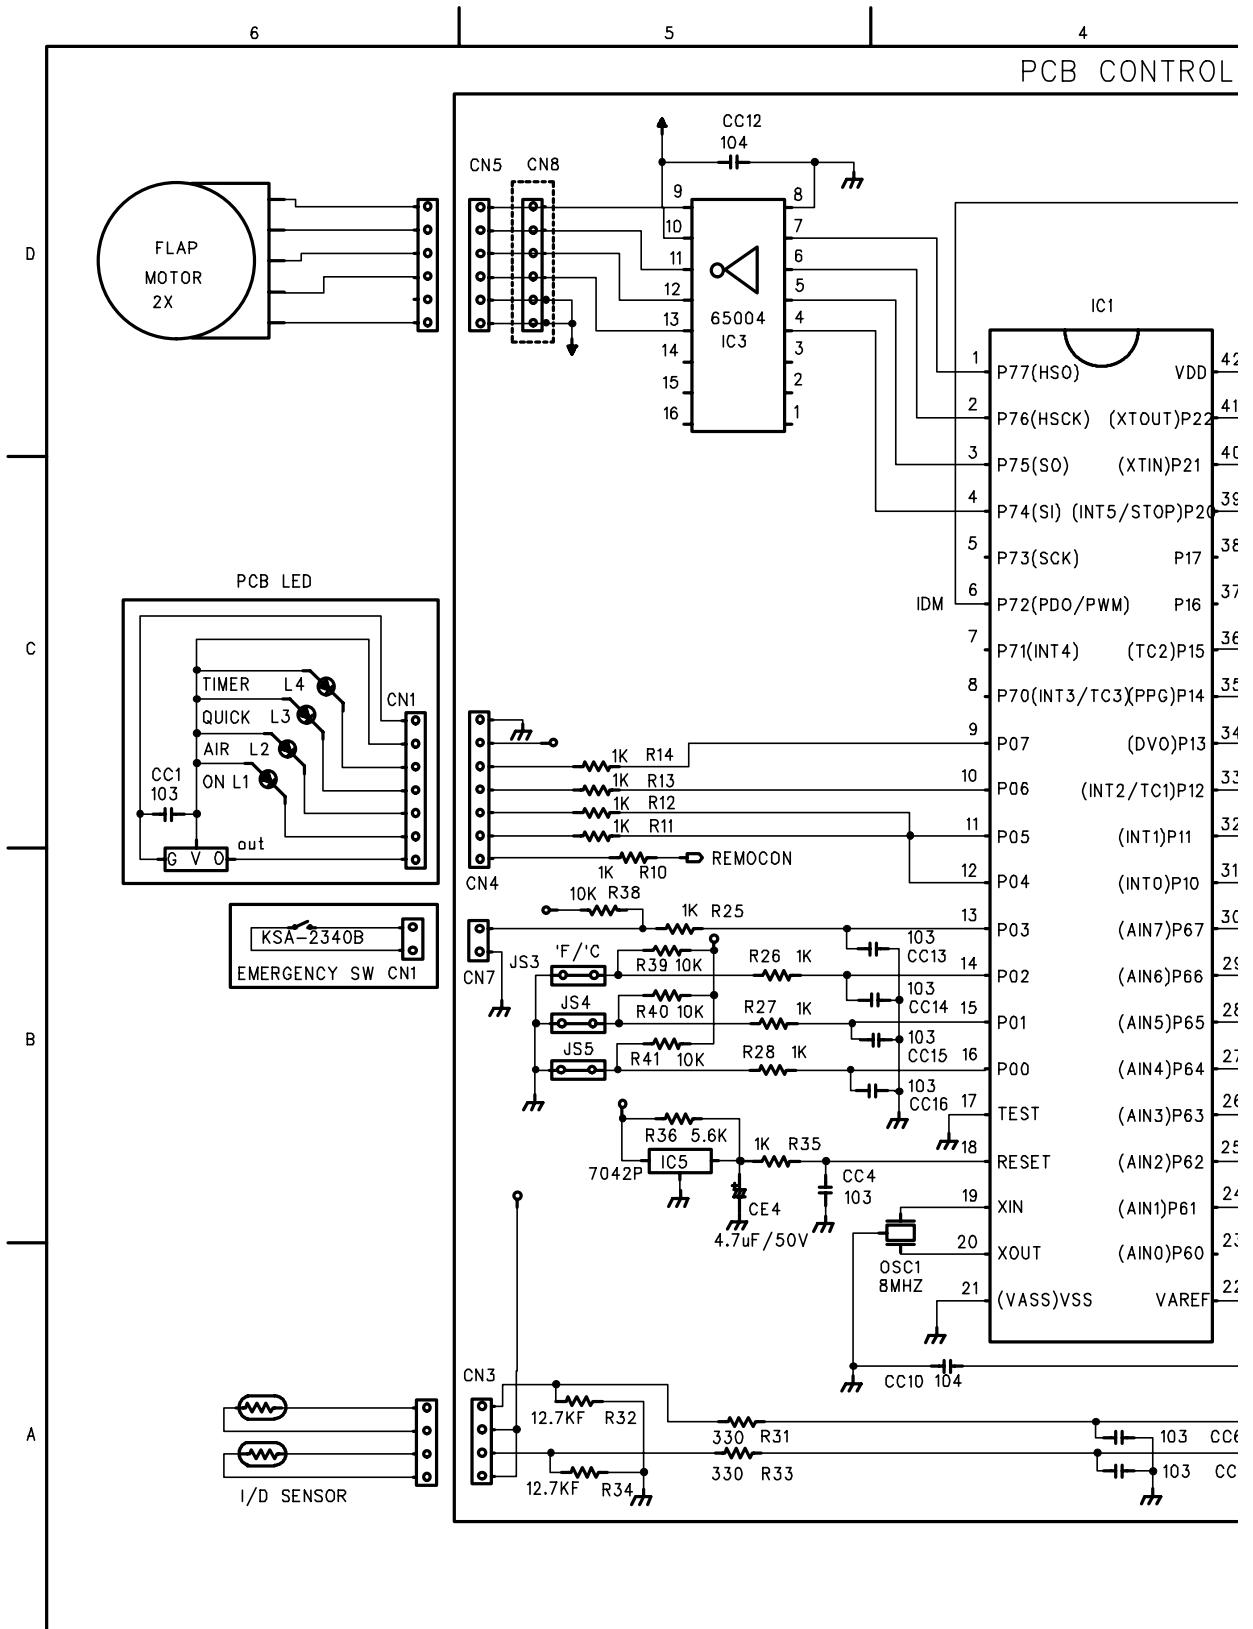 6 5 4
PCB CONTROL
D
C
B
A
FLAP
MOTOR
2X
CN5 CN8
CC12
104
9 8
10 7
11 6
12 5
13 4
14 3
15 2
16 1
65004
IC3
IC1
1 P77(HSO) VDD 42
2 P76(HSCK) (XTOUT)P22 41
3 P75(SO) (XTIN)P21 40
4 P74(SI) (INT5/STOP)P20 39
5 P73(SCK) P17 38
IDM 6 P72(PDO/PWM) P16 37
7 P71(INT4) (TC2)P15 36
8 P70(INT3/TC3) (PPG)P14 35
9 P07 (DVO)P13 34
10 P06 (INT2/TC1)P12 33
11 P05 (INT1)P11 32
12 P04 (INT0)P10 31
13 P03 (AIN7)P67 30
14 P02 (AIN6)P66 29
15 P01 (AIN5)P65 28
16 P00 (AIN4)P64 27
17 TEST (AIN3)P63 26
18 RESET (AIN2)P62 25
19 XIN (AIN1)P61 24
20 XOUT (AIN0)P60 23
21 (VASS)VSS VAREF 22
PCB LED
TIMER L4
QUICK L3
AIR L2
ON L1
CN1
CC1
103
out
G V O
KSA-2340B
EMERGENCY SW CN1
1K R14
1K R13
1K R12
1K R11
1K R10
REMOCON
CN4
10K R38
1K R25
CN7
JS3 'F/'C
R39 10K
R26 1K
JS4
R40 10K
R27 1K
JS5
R41 10K
R28 1K
103
CC13
103
CC14
103
CC15
103
CC16
R36 5.6K
7042P IC5
1K R35
CC4
103
CE4
4.7uF/50V
OSC1
8MHZ
CC10 104
CN3
12.7KF R32
330 R31
330 R33
12.7KF R34
103 CC6
103 CC
I/D SENSOR